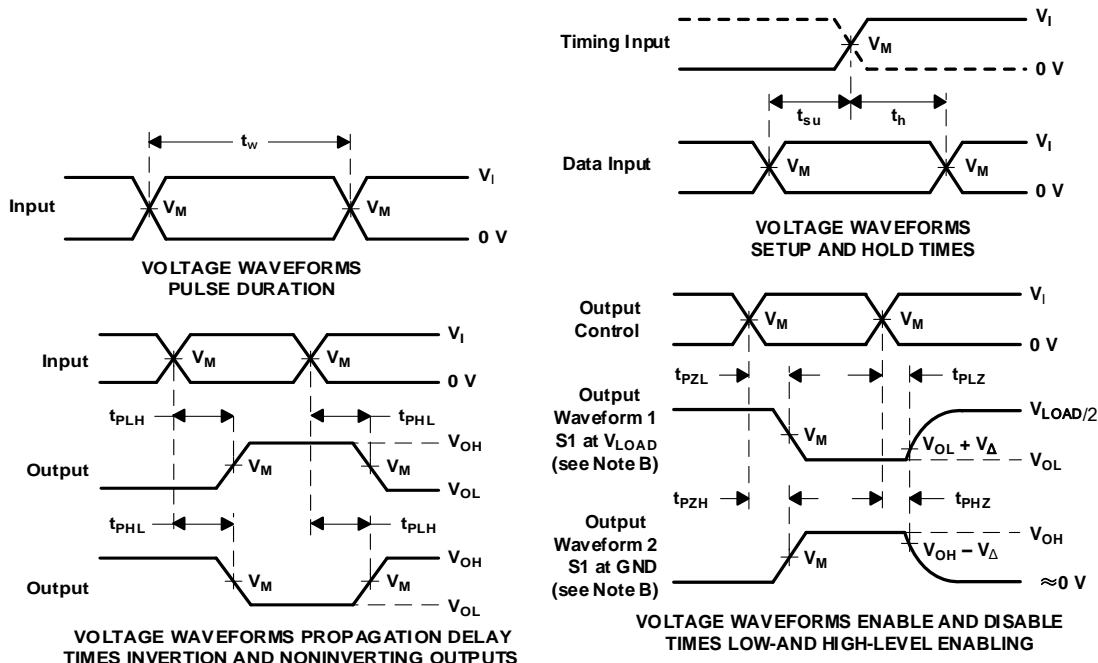 t_w
V_I
Input
V_M
V_M
0 V
VOLTAGE WAVEFORMS
PULSE DURATION
V_I
Timing Input
V_M
0 V
t_su
t_h
V_I
Data Input
V_M
V_M
0 V
VOLTAGE WAVEFORMS
SETUP AND HOLD TIMES
V_I
Input
V_M
V_M
0 V
t_PLH
t_PHL
V_OH
Output
V_M
V_M
V_OL
t_PHL
t_PLH
V_OH
Output
V_M
V_M
V_OL
VOLTAGE WAVEFORMS PROPAGATION DELAY
TIMES INVERTION AND NONINVERTING OUTPUTS
V_I
Output
Control
V_M
V_M
0 V
t_PZL
t_PLZ
Output
Waveform 1
S1 at V_LOAD
(see Note B)
V_LOAD/2
V_M
V_OL + V_Δ
V_OL
t_PZH
t_PHZ
Output
Waveform 2
S1 at GND
(see Note B)
V_OH
V_M
V_OH – V_Δ
≈0 V
VOLTAGE WAVEFORMS ENABLE AND DISABLE
TIMES LOW-AND HIGH-LEVEL ENABLING